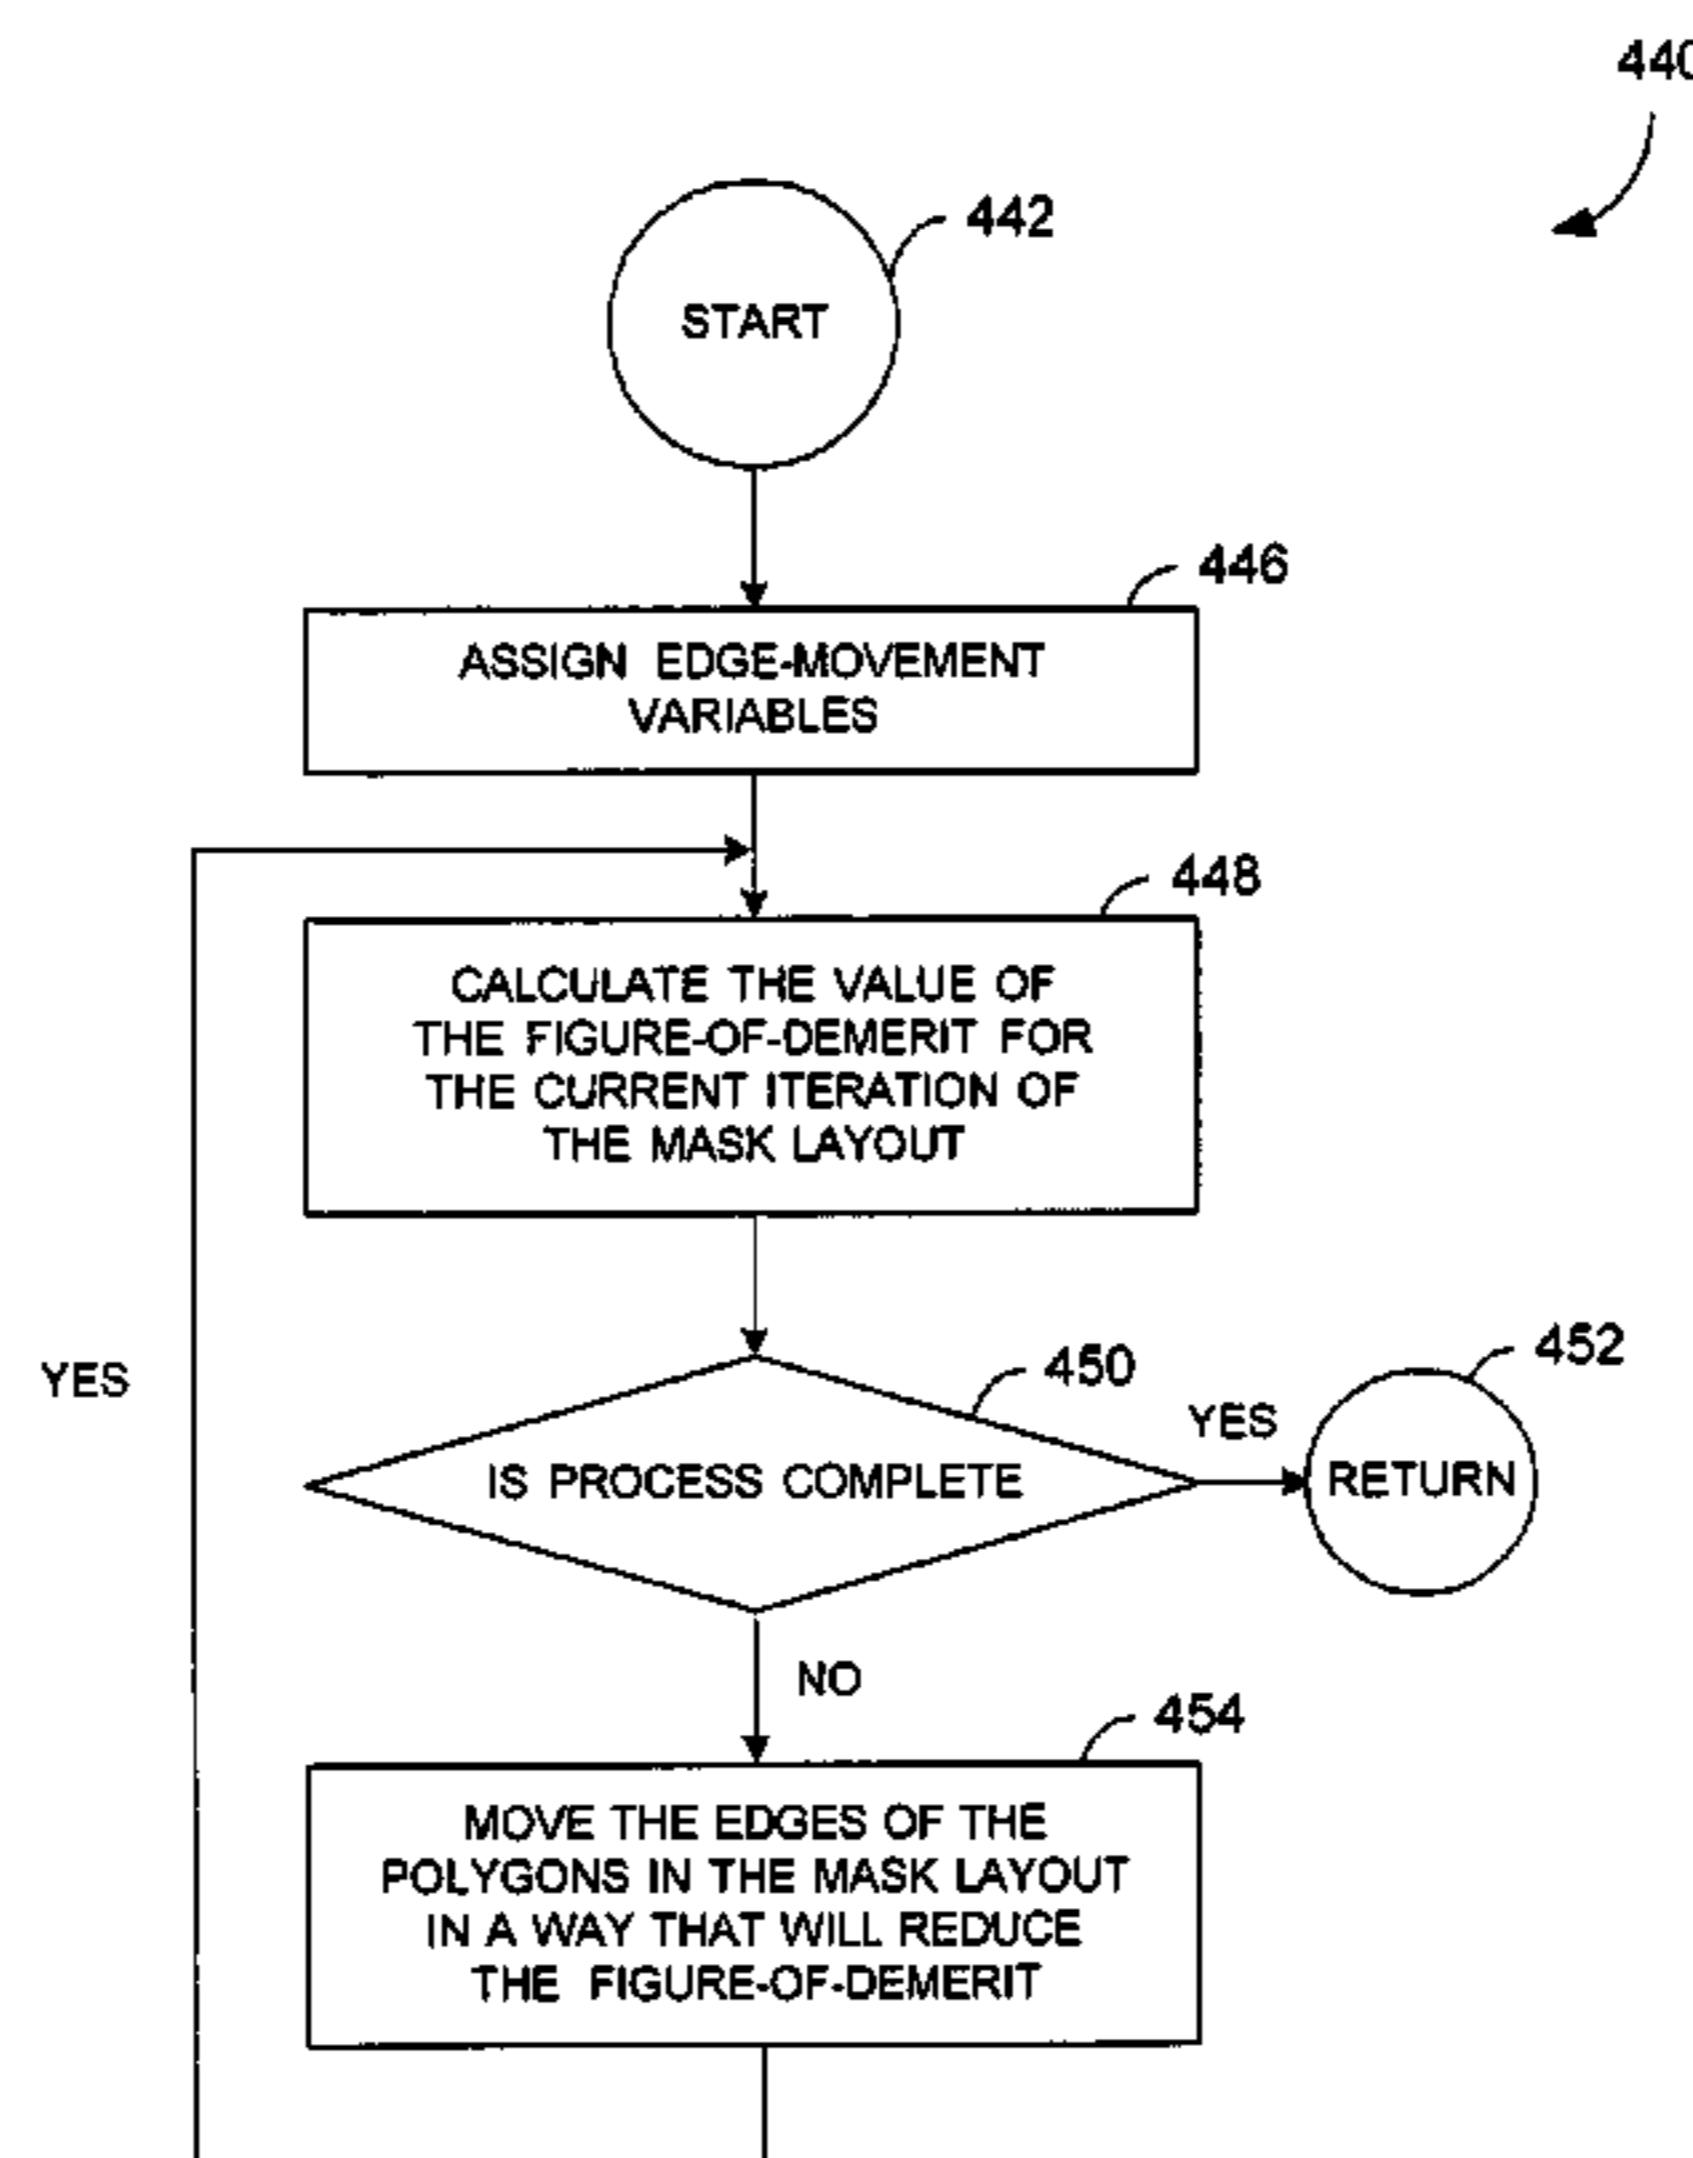 440
442
START
446
ASSIGN EDGE-MOVEMENT
VARIABLES
448
CALCULATE THE VALUE OF
THE FIGURE-OF-DEMERIT FOR
THE CURRENT ITERATION OF
THE MASK LAYOUT
YES
450
IS PROCESS COMPLETE
YES
452
RETURN
NO
454
MOVE THE EDGES OF THE
POLYGONS IN THE MASK LAYOUT
IN A WAY THAT WILL REDUCE
THE FIGURE-OF-DEMERIT